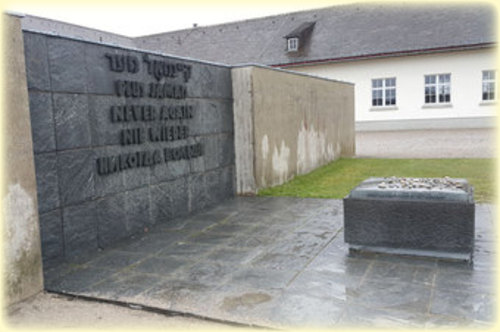 PLUS JAMAIS
NEVER AGAIN
NIE WIEDER
НИКОГДА БОЛЬШЕ